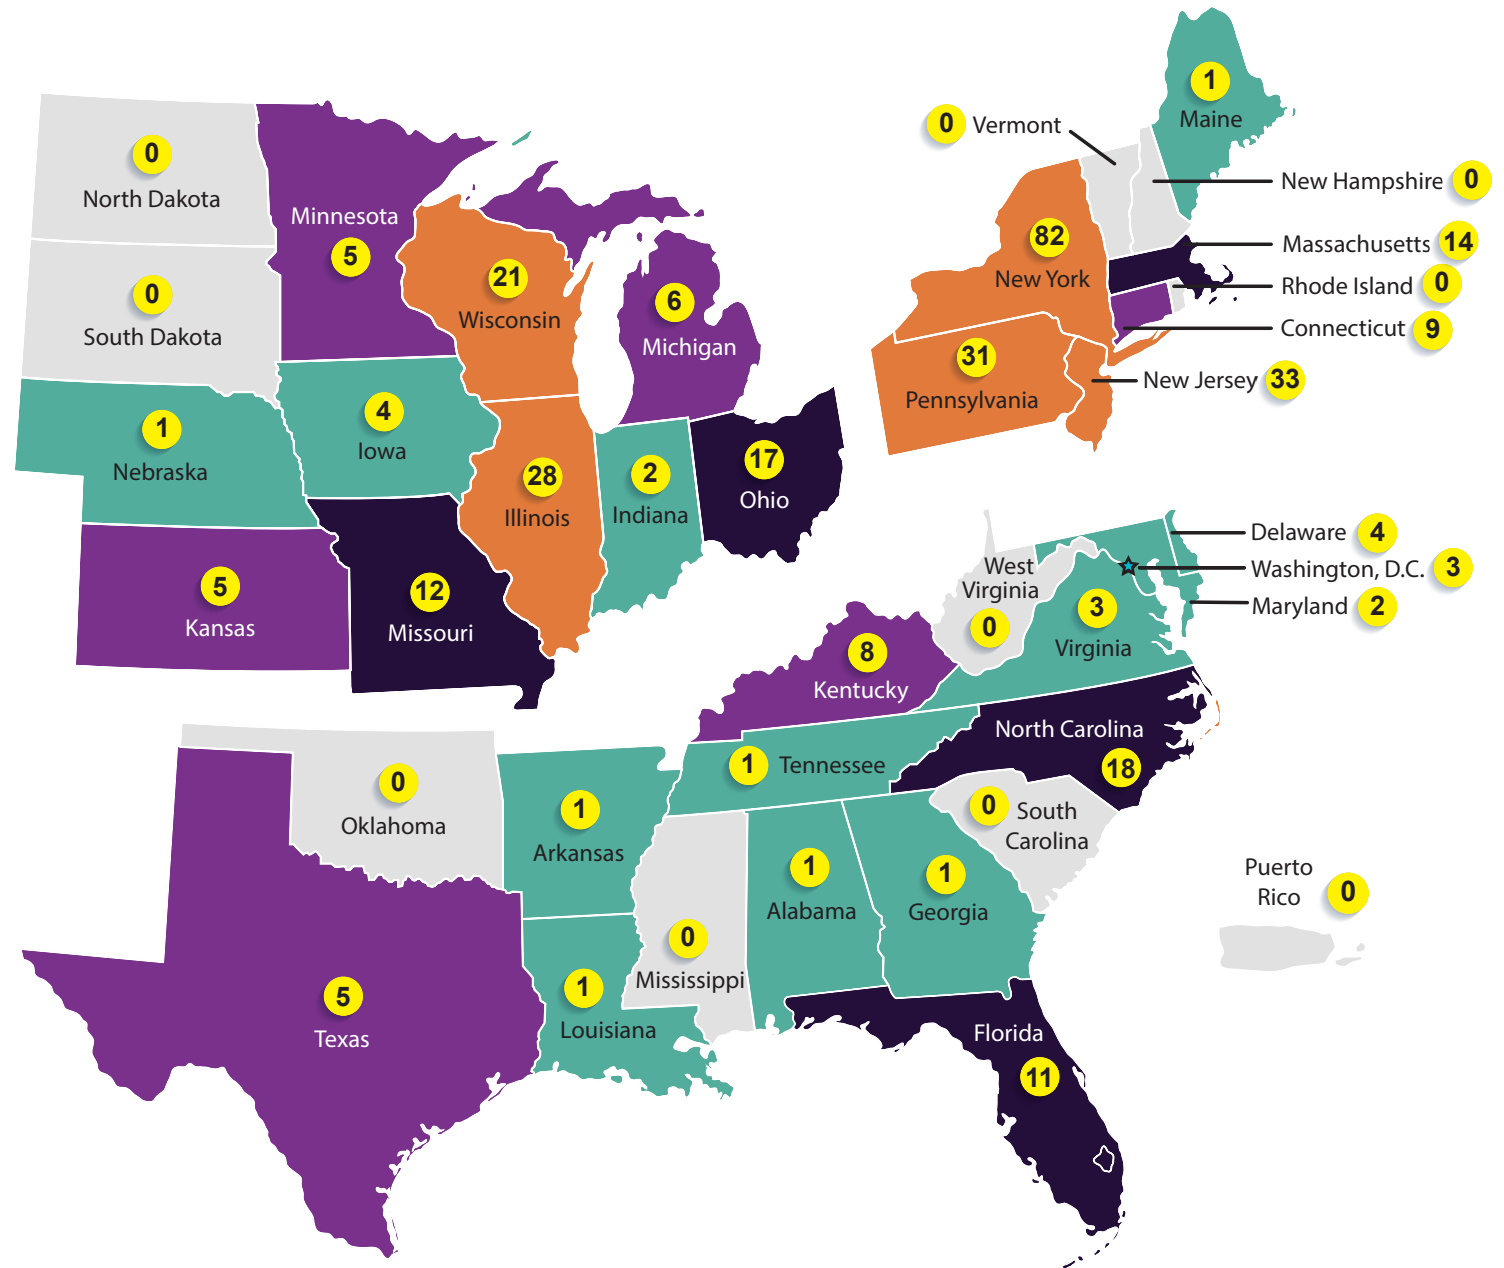 0
North Dakota
Minnesota
5
0
South Dakota
21
Wisconsin
6
Michigan
1
Nebraska
4
Iowa
28
Illinois
2
Indiana
17
Ohio
5
Kansas
12
Missouri
1
Maine
0 Vermont
New Hampshire 0
82
New York
Massachusetts 14
Rhode Island 0
Connecticut 9
31
Pennsylvania
New Jersey 33
Delaware 4
Washington, D.C. 3
Maryland 2
West
Virginia
0
3
Virginia
8
Kentucky
North Carolina
18
1 Tennessee
0
Oklahoma
1
Arkansas
0 South
Carolina
1
Alabama
1
Georgia
0
Mississippi
5
Texas
1
Louisiana
Florida
11
Puerto
Rico
0